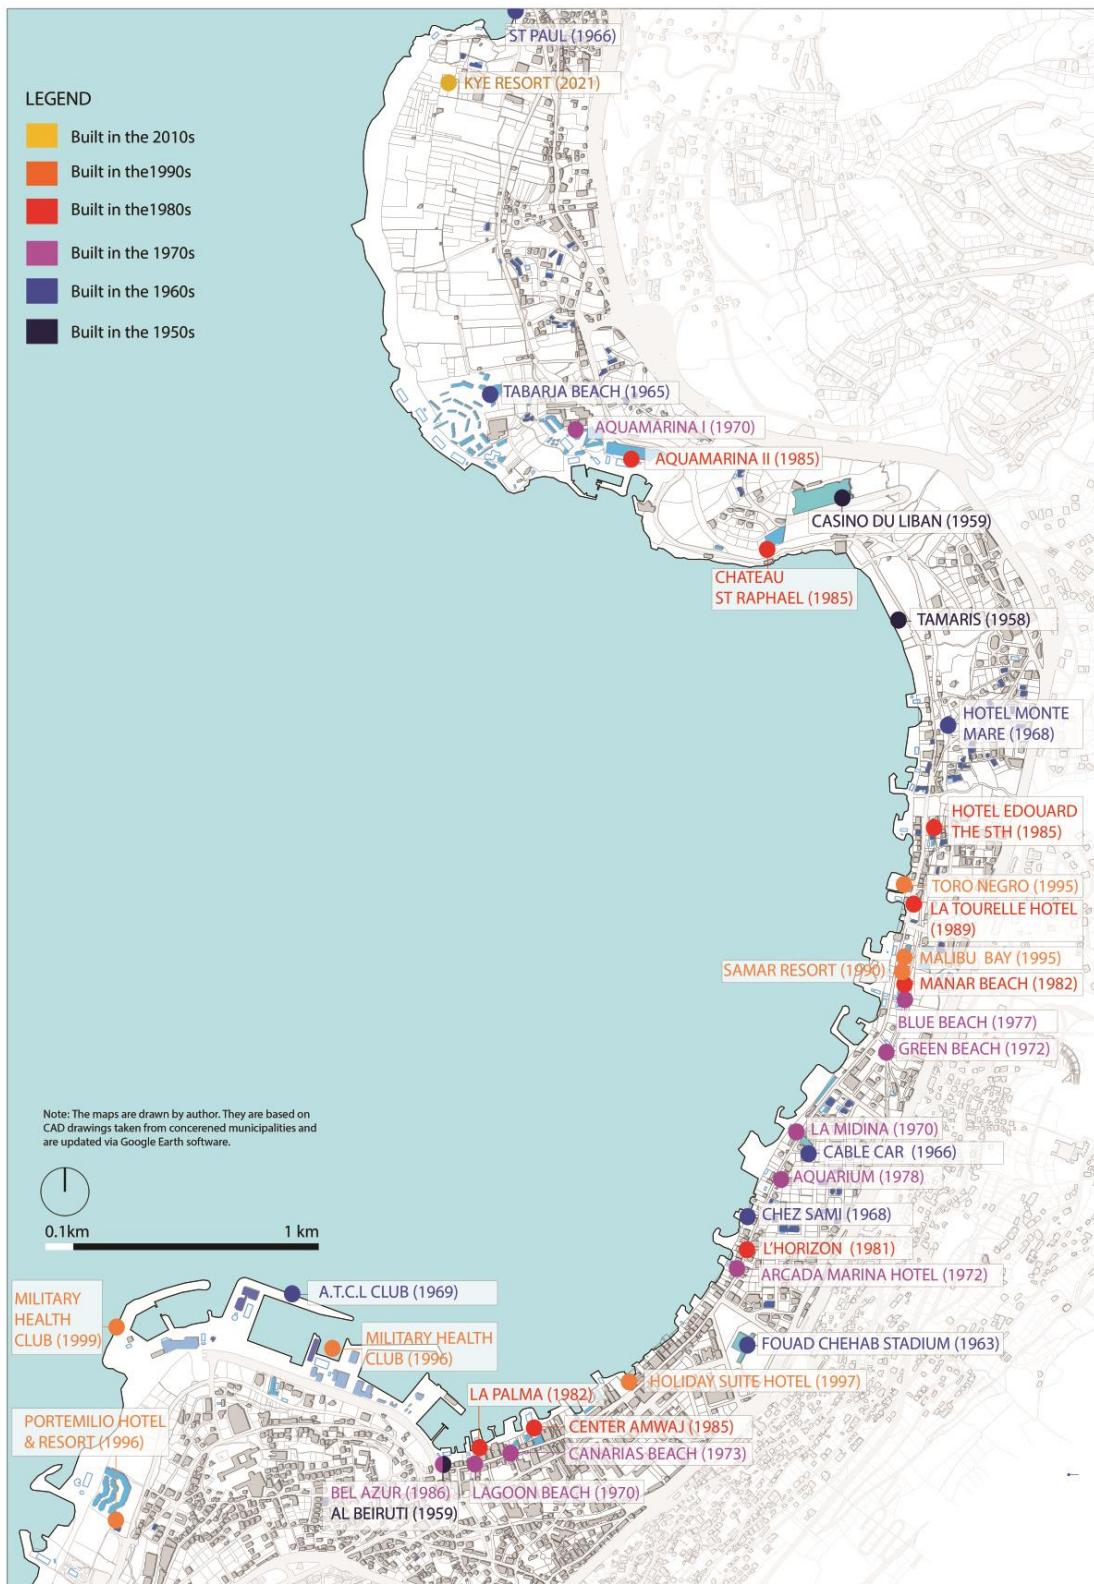 ST PAUL (1966)
KYE RESORT (2021)
LEGEND
Built in the 2010s
Built in the1990s
Built in the1980s
Built in the 1970s
Built in the 1960s
Built in the 1950s
TABARJA BEACH (1965)
AQUAMARINA I (1970)
AQUAMARINA II (1985)
CASINO DU LIBAN (1959)
CHATEAU
ST RAPHAEL (1985)
TAMARIS (1958)
HOTEL MONTE
MARE (1968)
HOTEL EDOUARD
THE 5TH (1985)
TORO NEGRO (1995)
LA TOURELLE HOTEL
(1989)
MALIBU BAY (1995)
SAMAR RESORT (1990)
MANAR BEACH (1982)
BLUE BEACH (1977)
GREEN BEACH (1972)
Note: The maps are drawn by author. They are based on
CAD drawings taken from concerened municipalities and
are updated via Google Earth software.
LA MIDINA (1970)
CABLE CAR (1966)
AQUARIUM (1978)
CHEZ SAMI (1968)
0.1km
1 km
L'HORIZON (1981)
ARCADA MARINA HOTEL (1972)
A.T.C.L CLUB (1969)
MILITARY
HEALTH
CLUB (1999)
MILITARY HEALTH
CLUB (1996)
FOUAD CHEHAB STADIUM (1963)
HOLIDAY SUITE HOTEL (1997)
LA PALMA (1982)
PORTEMILIO HOTEL
& RESORT (1996)
CENTER AMWAJ (1985)
CANARIAS BEACH (1973)
BEL AZUR (1986)
LAGOON BEACH (1970)
AL BEIRUTI (1959)